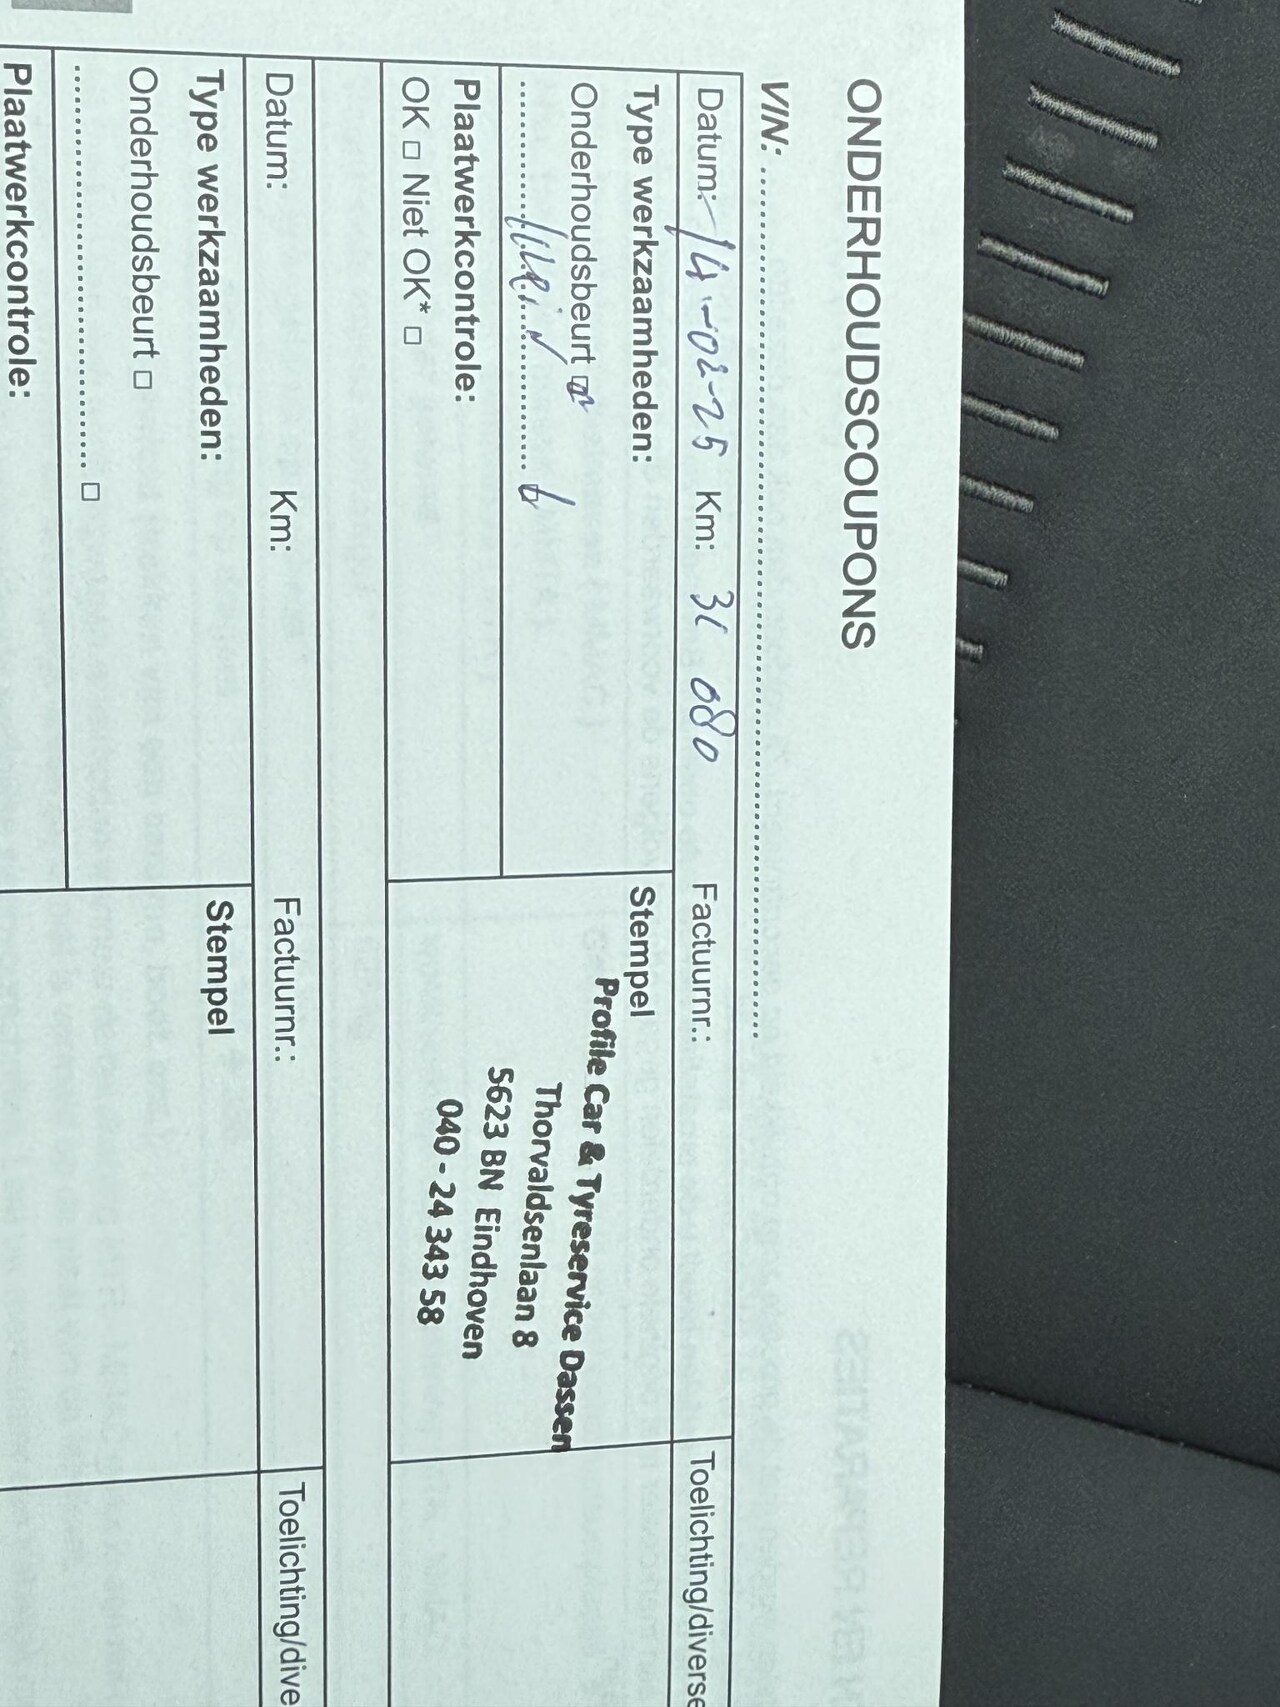 ONDERHOUDSCOUPONS
VIN: ........................................
Datum: 14-02-25 Km: 31 080 Factuurnr.: Toelichting/diverse
Type werkzaamheden: Stempel
Onderhoudsbeurt
Profile Car & Tyreservice Dassen
Thorvaldsenlaan 8
5623 BN Eindhoven
040 - 24 343 58
Plaatwerkcontrole:
OK □ Niet OK* □
Datum: Km: Factuurnr.: Toelichting/dive
Type werkzaamheden: Stempel
Onderhoudsbeurt □
........................................ □
Plaatwerkcontrole: